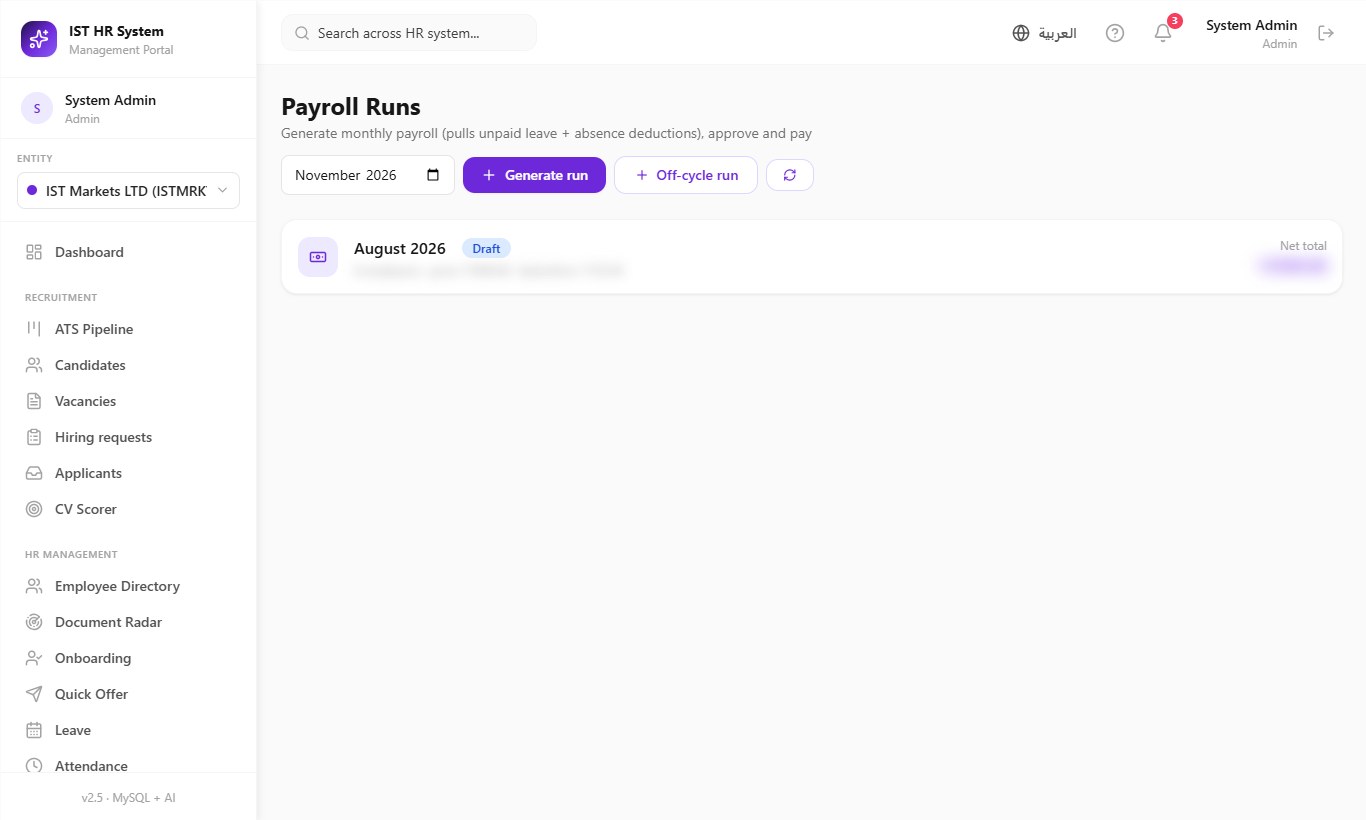 IST HR System
Management Portal
S
System Admin
Admin
ENTITY
IST Markets LTD (ISTMRK
Dashboard
RECRUITMENT
ATS Pipeline
Candidates
Vacancies
Hiring requests
Applicants
CV Scorer
HR MANAGEMENT
Employee Directory
Document Radar
Onboarding
Quick Offer
Leave
Attendance
v2.5 · MySQL + AI
Search across HR system...
العربية
3
System Admin
Admin
Payroll Runs
Generate monthly payroll (pulls unpaid leave + absence deductions), approve and pay
November 2026
Generate run
Off-cycle run
August 2026
Draft
Net total